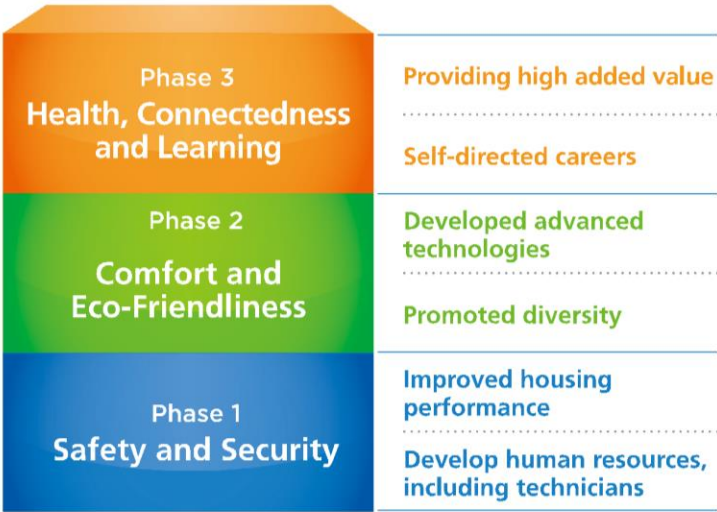 Phase 3
Health, Connectedness
and Learning
Providing high added value
Self-directed careers
Phase 2
Comfort and
Eco-Friendliness
Developed advanced
technologies
Promoted diversity
Phase 1
Safety and Security
Improved housing
performance
Develop human resources,
including technicians